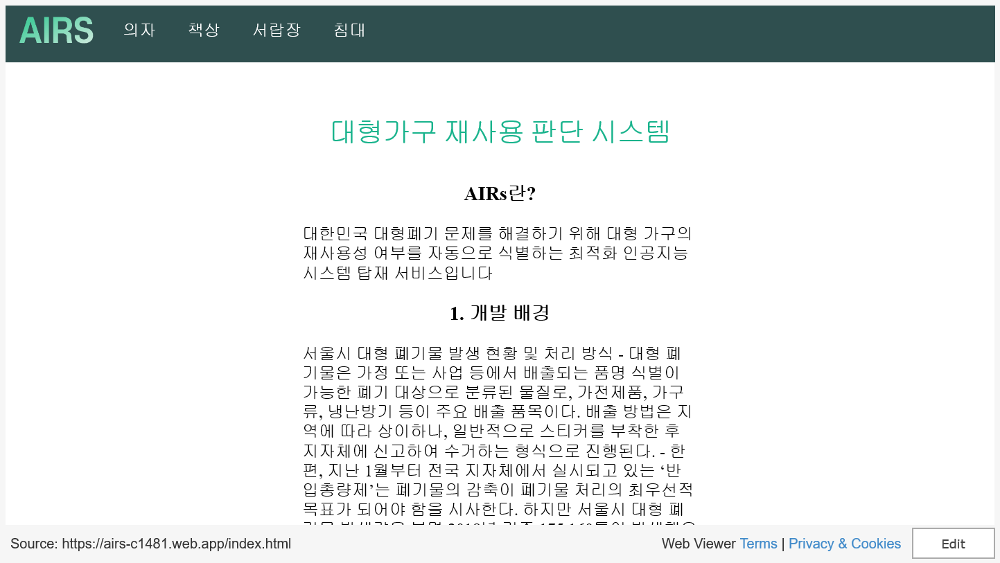 AIRS 의자 책상 서랍장 침대
대형가구 재사용 판단 시스템
AIRs란?
대한민국 대형폐기 문제를 해결하기 위해 대형 가구의
재사용성 여부를 자동으로 식별하는 최적화 인공지능
시스템 탑재 서비스입니다
1. 개발 배경
서울시 대형 폐기물 발생 현황 및 처리 방식 - 대형 폐
기물은 가정 또는 사업 등에서 배출되는 품명 식별이
가능한 폐기 대상으로 분류된 물질로, 가전제품, 가구
류, 냉난방기 등이 주요 배출 품목이다. 배출 방법은 지
역에 따라 상이하나, 일반적으로 스티커를 부착한 후
지자체에 신고하여 수거하는 형식으로 진행된다. - 한
편, 지난 1월부터 전국 지자체에서 실시되고 있는 ‘반
입총량제’는 폐기물의 감축이 폐기물 처리의 최우선적
목표가 되어야 함을 시사한다. 하지만 서울시 대형 폐
Source: https://airs-c1481.web.app/index.html Web Viewer Terms | Privacy & Cookies Edit